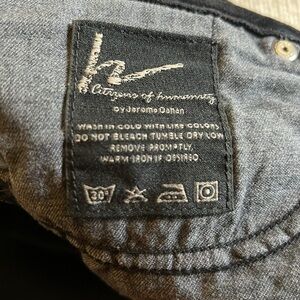 Citizens of humanity
by Jerome Dahan
WASH IN COLD WITH LIKE COLORS
DO NOT BLEACH TUMBLE DRY LOW
REMOVE PROMPTLY,
WARM IRON IF DESIRED.
30°